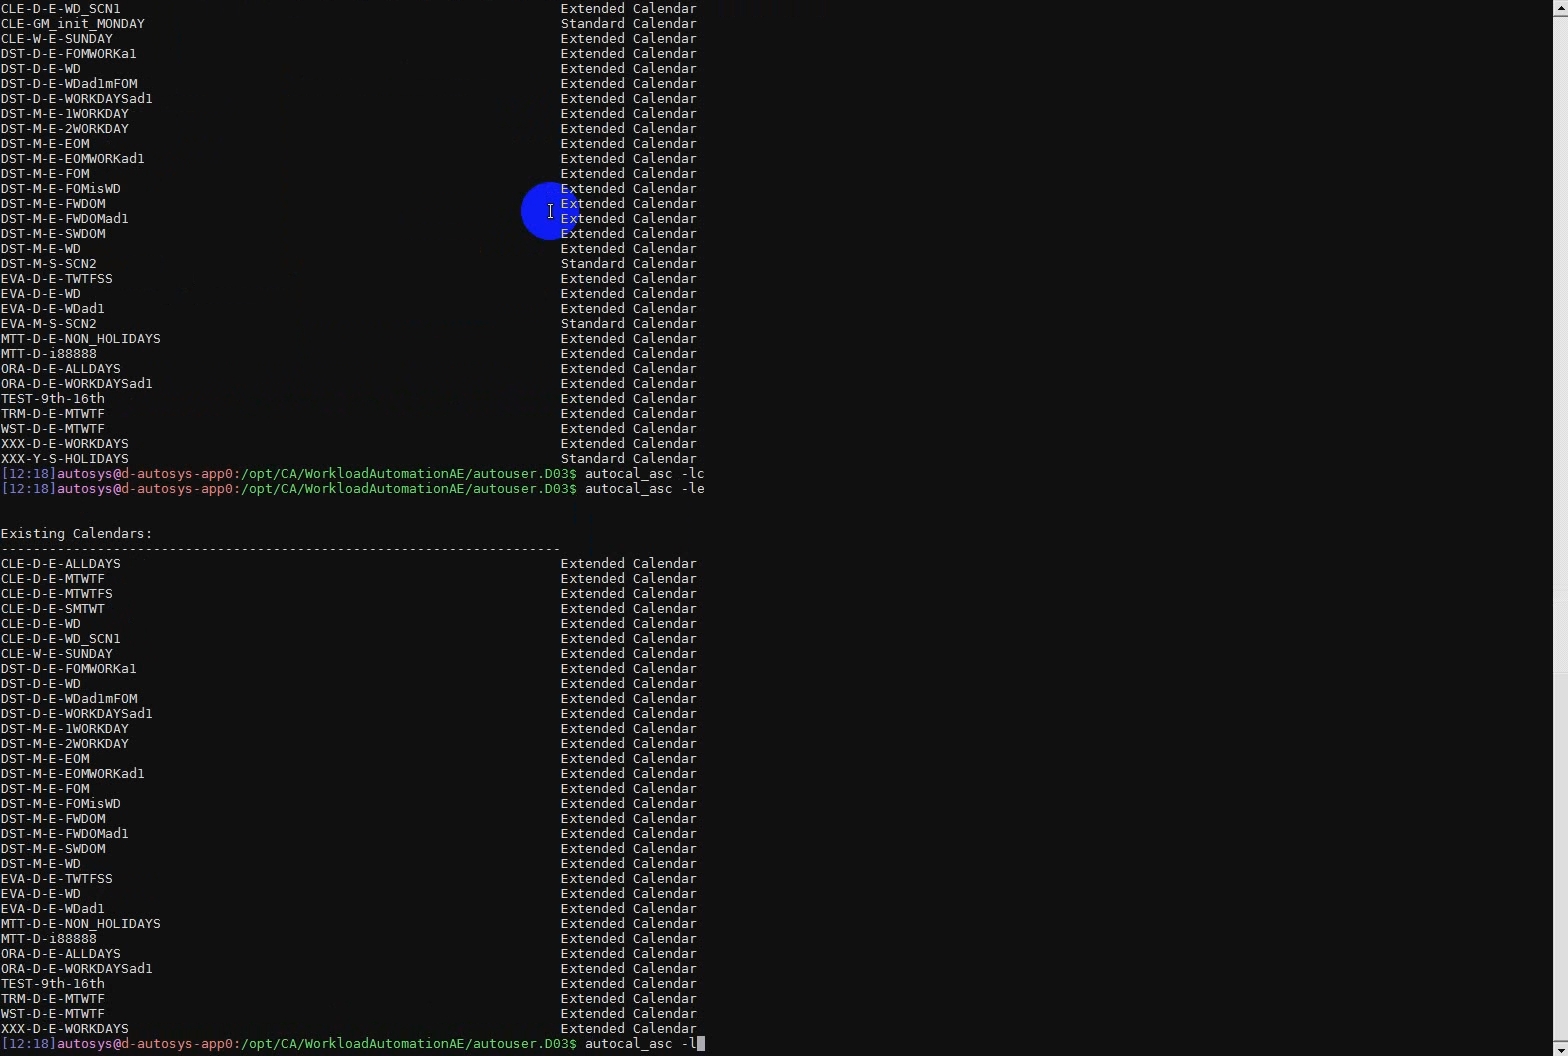 CLE-D-E-WD_SCN1 Extended Calendar
CLE-GM_init_MONDAY Standard Calendar
CLE-W-E-SUNDAY Extended Calendar
DST-D-E-FOMWORKa1 Extended Calendar
DST-D-E-WD Extended Calendar
DST-D-E-WDad1mFOM Extended Calendar
DST-D-E-WORKDAYSad1 Extended Calendar
DST-M-E-1WORKDAY Extended Calendar
DST-M-E-2WORKDAY Extended Calendar
DST-M-E-EOM Extended Calendar
DST-M-E-EOMWORKad1 Extended Calendar
DST-M-E-FOM Extended Calendar
DST-M-E-FOMisWD Extended Calendar
DST-M-E-FWDOM Extended Calendar
DST-M-E-FWDOMad1 Extended Calendar
DST-M-E-SWDOM Extended Calendar
DST-M-E-WD Extended Calendar
DST-M-S-SCN2 Standard Calendar
EVA-D-E-TWTFSS Extended Calendar
EVA-D-E-WD Extended Calendar
EVA-D-E-WDad1 Extended Calendar
EVA-M-S-SCN2 Standard Calendar
MTT-D-E-NON_HOLIDAYS Extended Calendar
MTT-D-i88888 Extended Calendar
ORA-D-E-ALLDAYS Extended Calendar
ORA-D-E-WORKDAYSad1 Extended Calendar
TEST-9th-16th Extended Calendar
TRM-D-E-MTWTF Extended Calendar
WST-D-E-MTWTF Extended Calendar
XXX-D-E-WORKDAYS Extended Calendar
XXX-Y-S-HOLIDAYS Standard Calendar
[12:18]autosys@d-autosys-app0:/opt/CA/WorkloadAutomationAE/autouser.D03$ autocal_asc -lc
[12:18]autosys@d-autosys-app0:/opt/CA/WorkloadAutomationAE/autouser.D03$ autocal_asc -le
Existing Calendars:
----------------------------------------------------------------------
CLE-D-E-ALLDAYS Extended Calendar
CLE-D-E-MTWTF Extended Calendar
CLE-D-E-MTWTFS Extended Calendar
CLE-D-E-SMTWT Extended Calendar
CLE-D-E-WD Extended Calendar
CLE-D-E-WD_SCN1 Extended Calendar
CLE-W-E-SUNDAY Extended Calendar
DST-D-E-FOMWORKa1 Extended Calendar
DST-D-E-WD Extended Calendar
DST-D-E-WDad1mFOM Extended Calendar
DST-D-E-WORKDAYSad1 Extended Calendar
DST-M-E-1WORKDAY Extended Calendar
DST-M-E-2WORKDAY Extended Calendar
DST-M-E-EOM Extended Calendar
DST-M-E-EOMWORKad1 Extended Calendar
DST-M-E-FOM Extended Calendar
DST-M-E-FOMisWD Extended Calendar
DST-M-E-FWDOM Extended Calendar
DST-M-E-FWDOMad1 Extended Calendar
DST-M-E-SWDOM Extended Calendar
DST-M-E-WD Extended Calendar
EVA-D-E-TWTFSS Extended Calendar
EVA-D-E-WD Extended Calendar
EVA-D-E-WDad1 Extended Calendar
MTT-D-E-NON_HOLIDAYS Extended Calendar
MTT-D-i88888 Extended Calendar
ORA-D-E-ALLDAYS Extended Calendar
ORA-D-E-WORKDAYSad1 Extended Calendar
TEST-9th-16th Extended Calendar
TRM-D-E-MTWTF Extended Calendar
WST-D-E-MTWTF Extended Calendar
XXX-D-E-WORKDAYS Extended Calendar
[12:18]autosys@d-autosys-app0:/opt/CA/WorkloadAutomationAE/autouser.D03$ autocal_asc -l